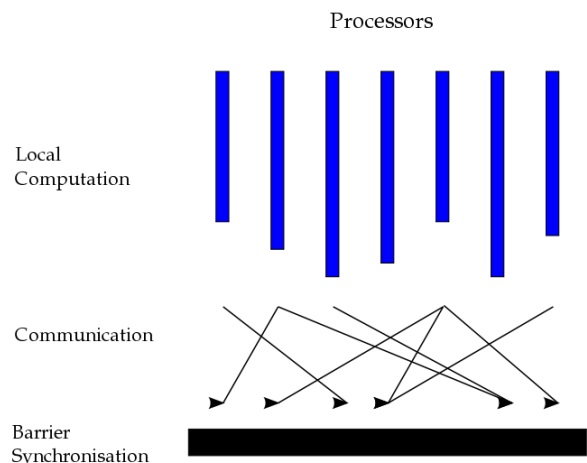 Processors
Local
Computation
Communication
Barrier
Synchronisation